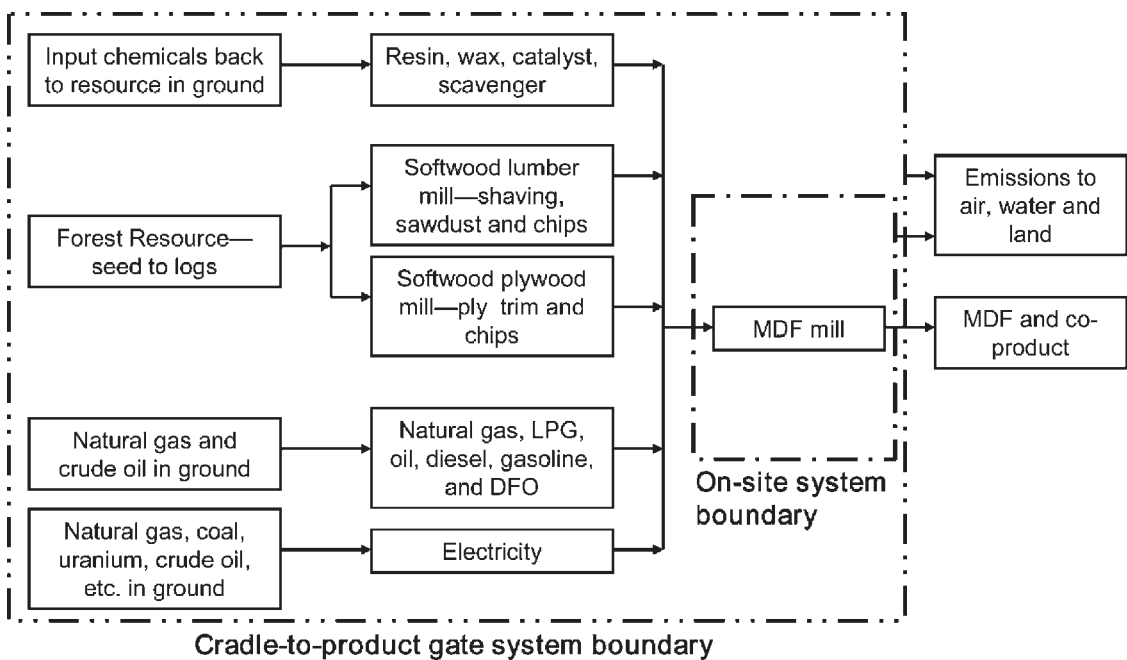 Input chemicals back
to resource in ground
Resin, wax, catalyst,
scavenger
Softwood lumber
mill—shaving,
sawdust and chips
Forest Resource—
seed to logs
Softwood plywood
mill—ply trim and
chips
MDF mill
Emissions to
air, water and
land
MDF and co-
product
Natural gas and
crude oil in ground
Natural gas, LPG,
oil, diesel, gasoline,
and DFO
On-site system
boundary
Natural gas, coal,
uranium, crude oil,
etc. in ground
Electricity
Cradle-to-product gate system boundary